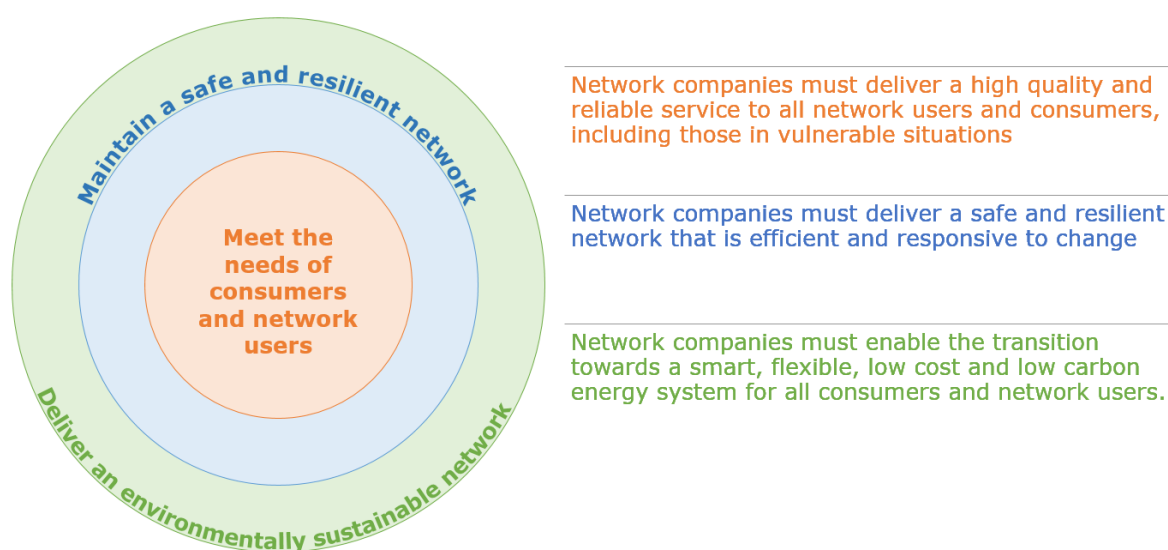 Maintain a safe and resilient network
Meet the
needs of
consumers
and network
users
Deliver an environmentally sustainable network
Network companies must deliver a high quality and
reliable service to all network users and consumers,
including those in vulnerable situations
Network companies must deliver a safe and resilient
network that is efficient and responsive to change
Network companies must enable the transition
towards a smart, flexible, low cost and low carbon
energy system for all consumers and network users.